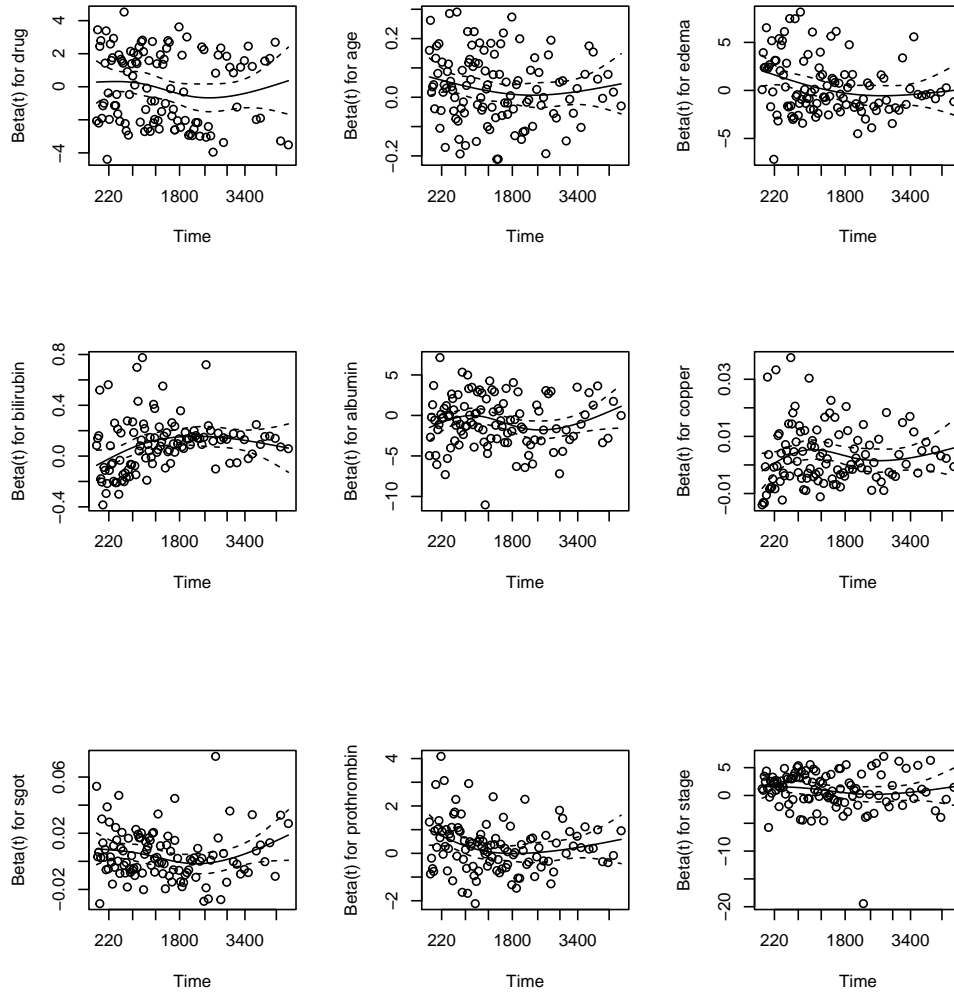 Beta(t) for drug
4
2
0
−4
220 1800 3400
Time
Beta(t) for age
0.2
0.0
−0.2
220 1800 3400
Time
Beta(t) for edema
5
0
−5
220 1800 3400
Time
Beta(t) for bilirubin
0.8
0.4
0.0
−0.4
220 1800 3400
Time
Beta(t) for albumin
5
0
−5
−10
220 1800 3400
Time
Beta(t) for copper
0.03
0.01
−0.01
220 1800 3400
Time
Beta(t) for sgot
0.06
0.02
−0.02
220 1800 3400
Time
Beta(t) for prothrombin
4
2
0
−2
220 1800 3400
Time
Beta(t) for stage
5
0
−10
−20
220 1800 3400
Time